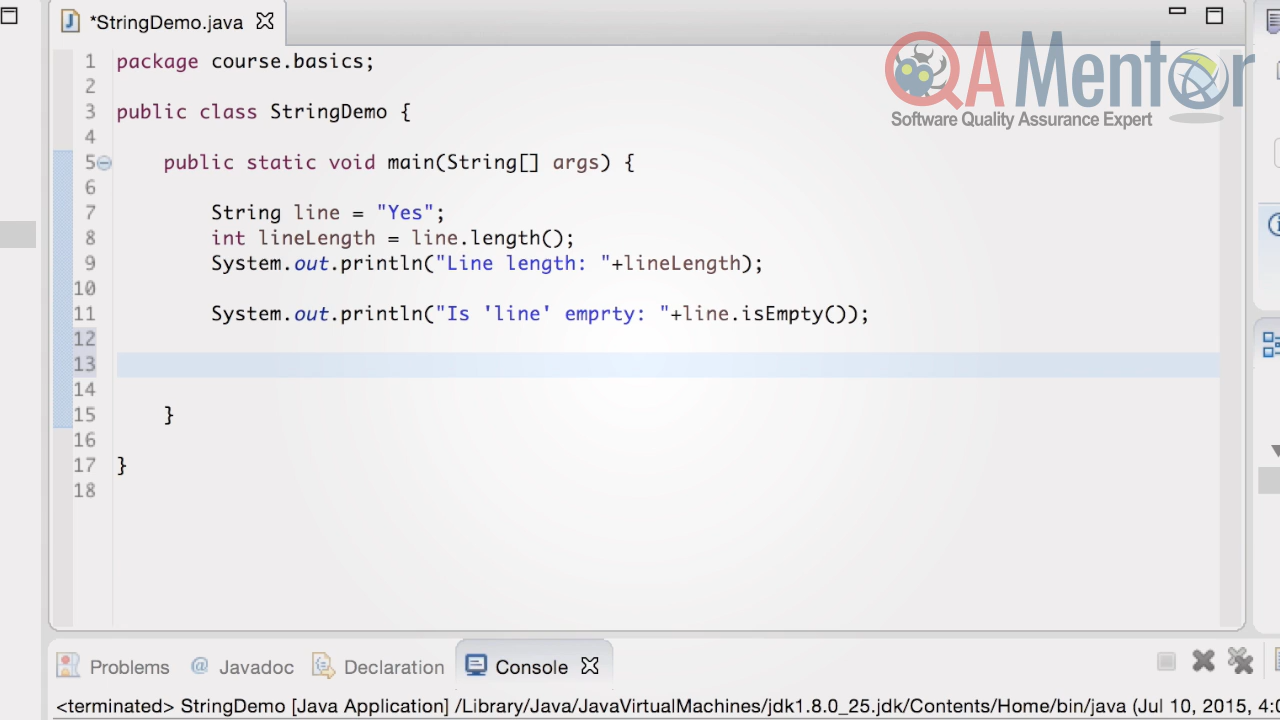 *StringDemo.java
QA Mentor
Software Quality Assurance Expert
1 package course.basics;
2
3 public class StringDemo {
4
5 public static void main(String[] args) {
6
7 String line = "Yes";
8 int lineLength = line.length();
9 System.out.println("Line length: "+lineLength);
10
11 System.out.println("Is 'line' emprty: "+line.isEmpty());
12
13
14
15 }
16
17 }
18
Problems @ Javadoc Declaration Console
<terminated> StringDemo [Java Application] /Library/Java/JavaVirtualMachines/jdk1.8.0_25.jdk/Contents/Home/bin/java (Jul 10, 2015, 4:0